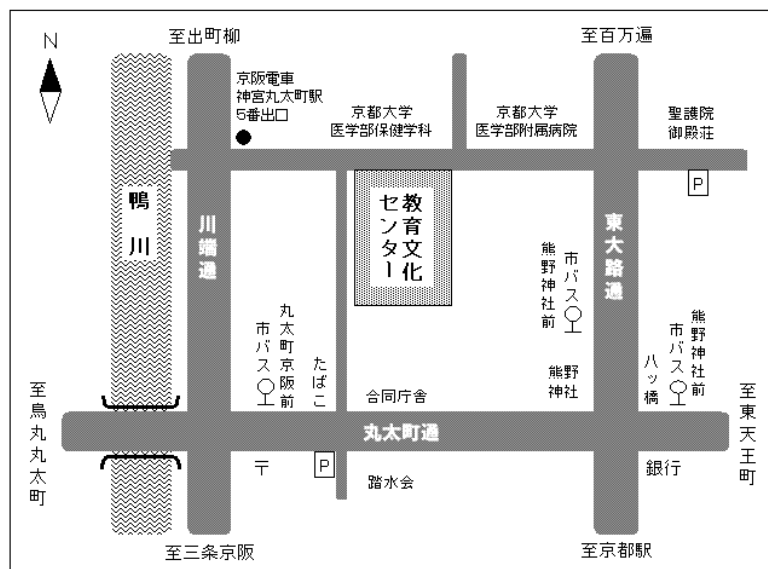 至出町柳
至百万遍
N
京阪電車
神宮丸太町駅
5番出口
京都大学
医学部保健学科
京都大学
医学部附属病院
聖護院
御殿荘
P
鴨川
川端通
教育文化
センター
東大路通
市バス
熊野神社前
丸太町京阪前
市バス
たばこ
合同庁舎
熊野
神社
八ッ橋
熊野神社前
市バス
至烏丸丸太町
丸太町通
至東天王町
〒
P
踏水会
銀行
至三条京阪
至京都駅